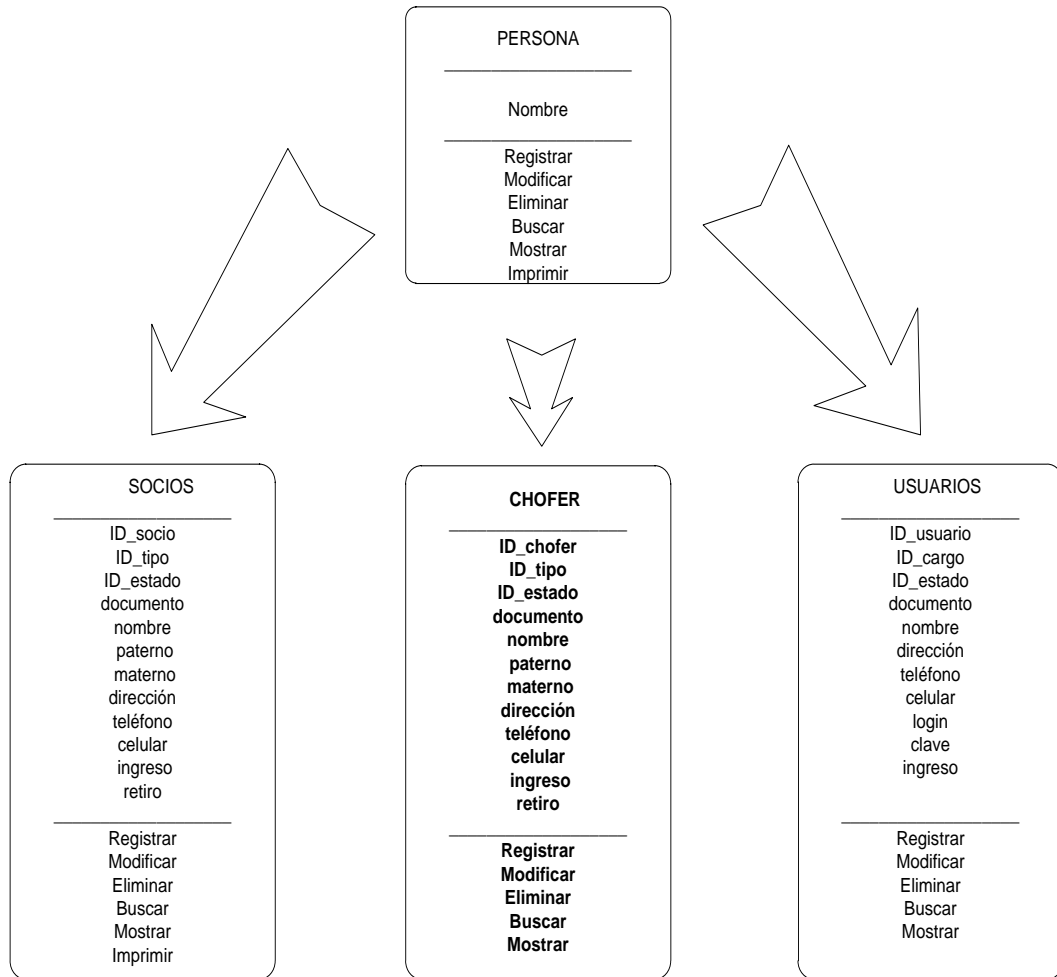 PERSONA
Nombre
Registrar
Modificar
Eliminar
Buscar
Mostrar
Imprimir
SOCIOS
ID_socio
ID_tipo
ID_estado
documento
nombre
paterno
materno
dirección
teléfono
celular
ingreso
retiro
Registrar
Modificar
Eliminar
Buscar
Mostrar
Imprimir
CHOFER
ID_chofer
ID_tipo
ID_estado
documento
nombre
paterno
materno
dirección
teléfono
celular
ingreso
retiro
Registrar
Modificar
Eliminar
Buscar
Mostrar
USUARIOS
ID_usuario
ID_cargo
ID_estado
documento
nombre
dirección
teléfono
celular
login
clave
ingreso
Registrar
Modificar
Eliminar
Buscar
Mostrar